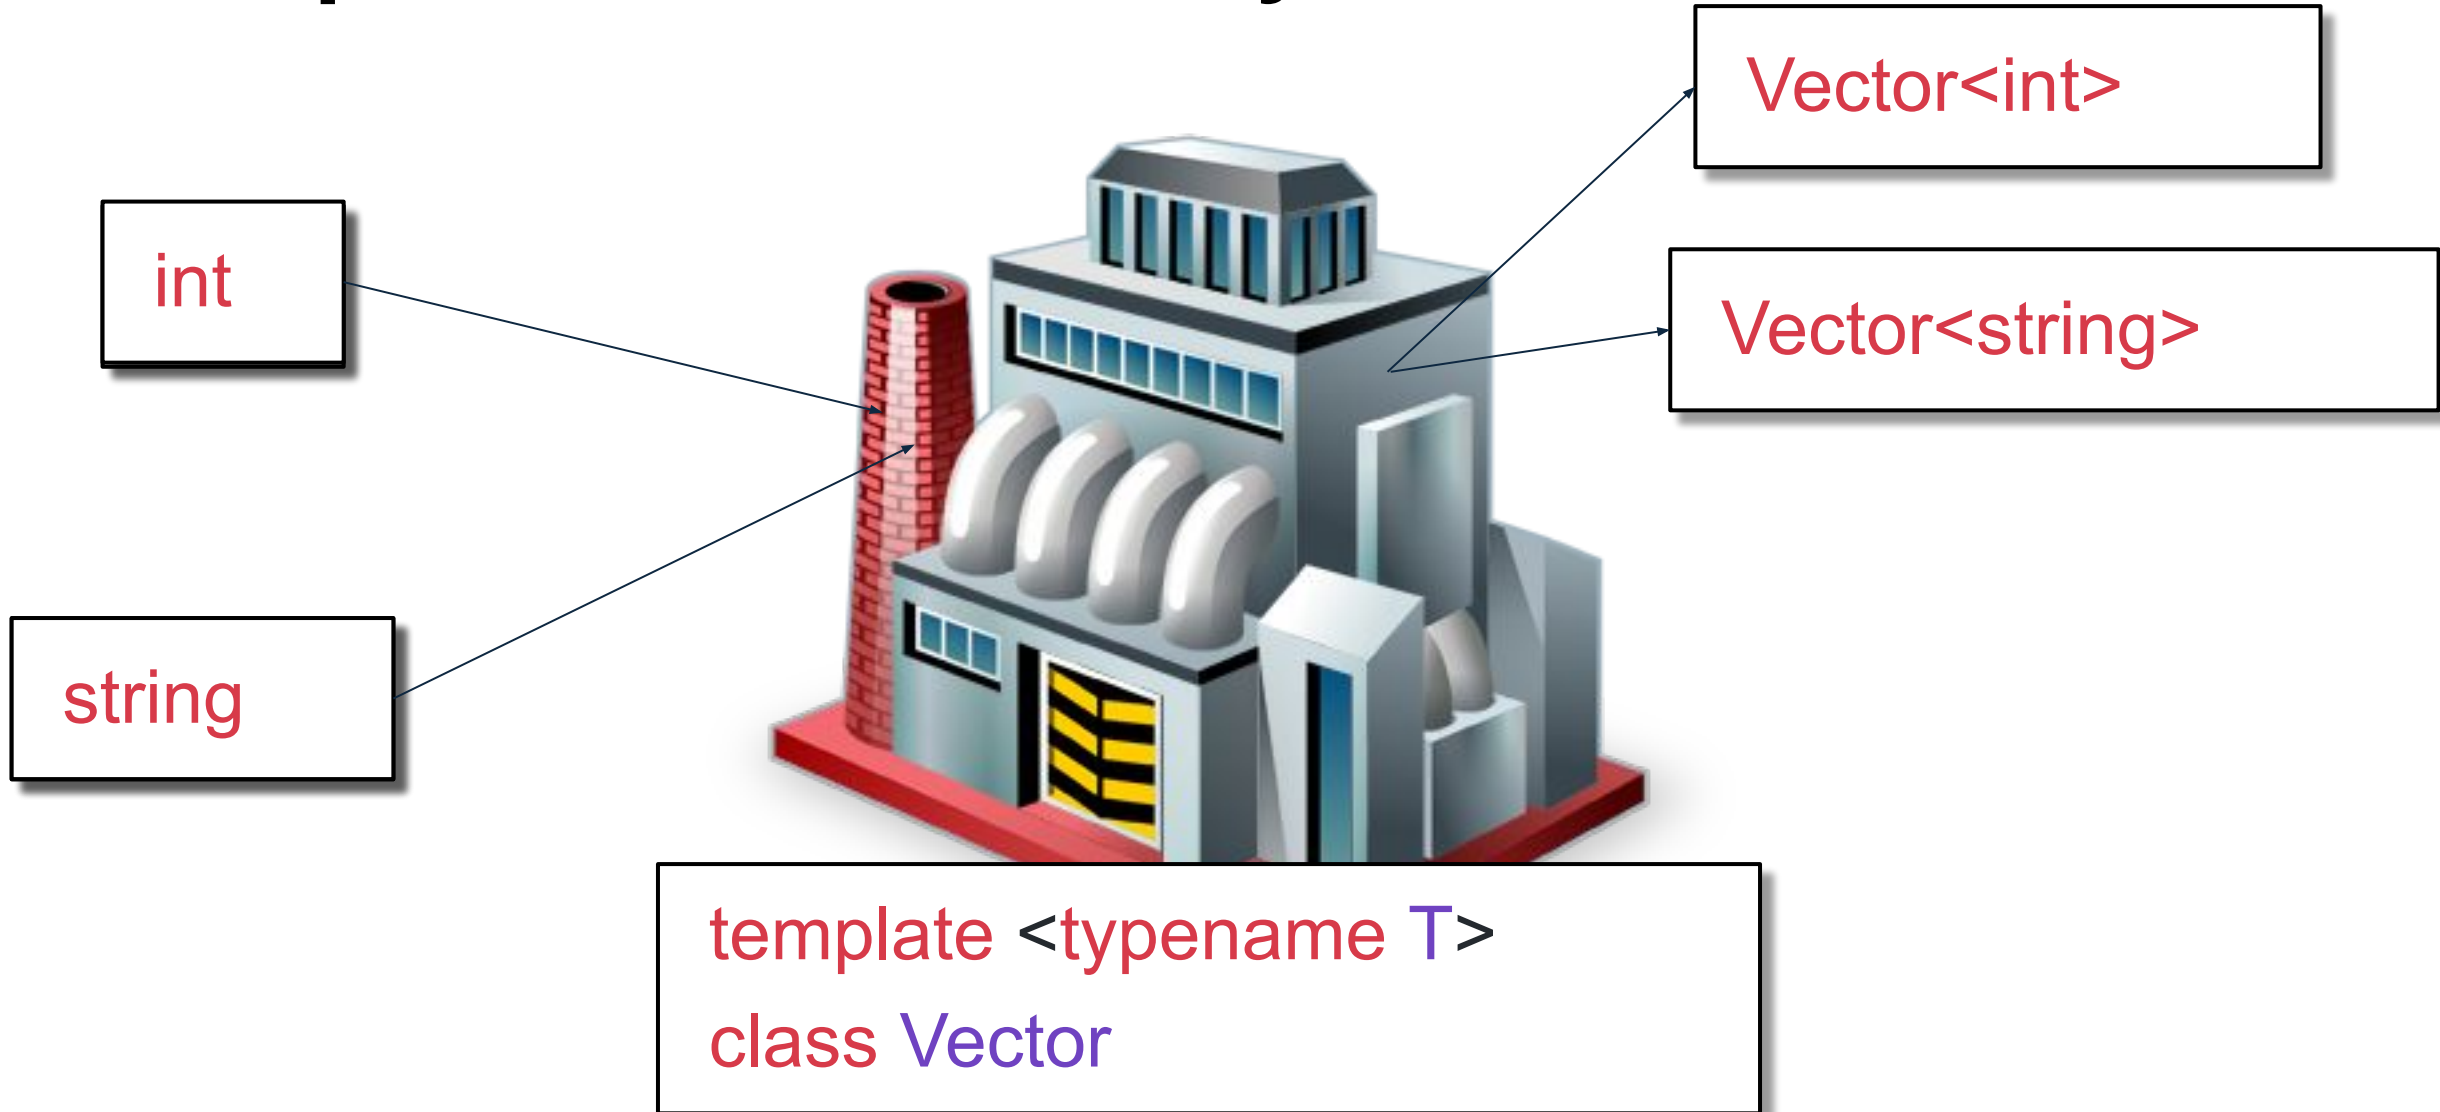 Vector<int>
int
Vector<string>
string
template <typename T>
class Vector